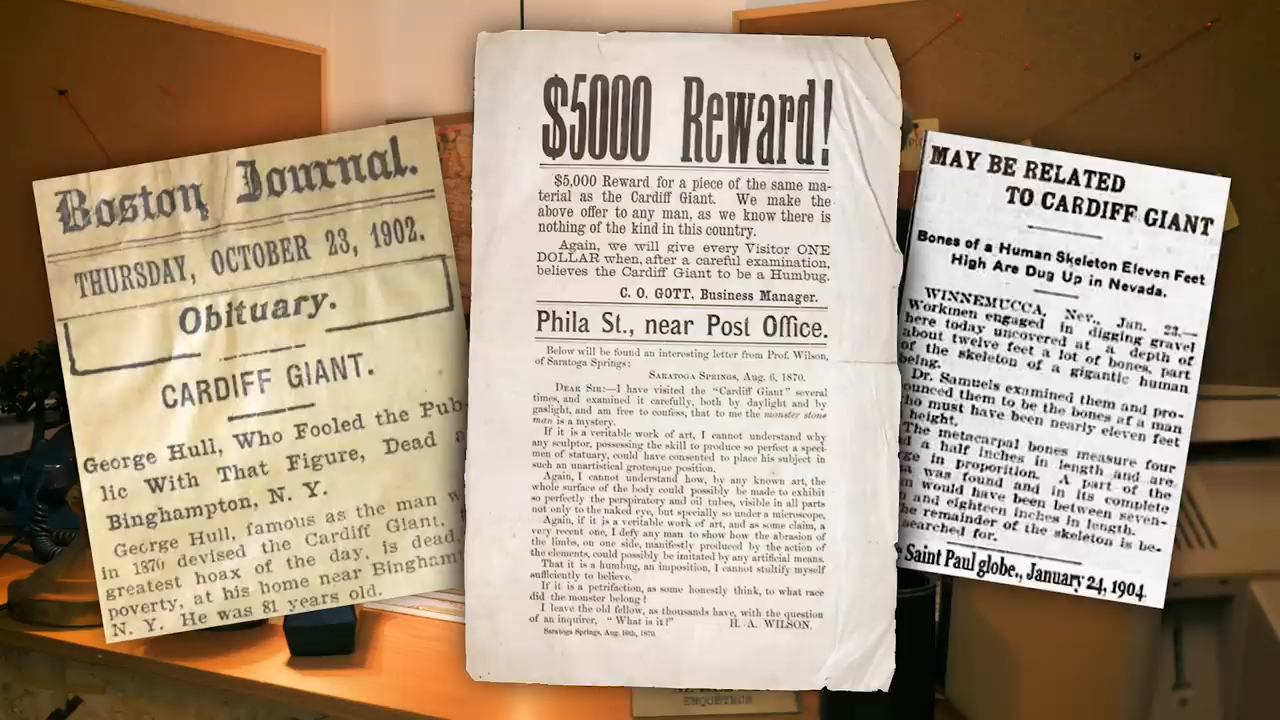 Boston Journal.
THURSDAY, OCTOBER 23, 1902.
Obituary.
CARDIFF GIANT.
George Hull, Who Fooled the Pub-
lic With That Figure, Dead
Binghampton, N. Y.
George Hull, famous as the man
in 1870 devised the Cardiff Giant,
greatest hoax of the day, is dead,
poverty, at his home near Bingham
N. Y. He was 81 years old.
$5000 Reward!
$5,000 Reward for a piece of the same ma-
terial as the Cardiff Giant. We make the
above offer to any man, as we know there is
nothing of the kind in this country.
Again, we will give every Visitor ONE
DOLLAR when, after a careful examination,
believes the Cardiff Giant to be a Humbug.
C. O. GOTT, Business Manager.
Phila St., near Post Office.
Below will be found an interesting letter from Prof. Wilson,
of Saratoga Springs:
SARATOGA SPRINGS, Aug. 6, 1870.
DEAR SIR:—I have visited the "Cardiff Giant" several
times, and examined it carefully, both by daylight and by
gaslight, and am free to confess, that to me the monster stone
man is a mystery.
If it is a veritable work of art, I cannot understand why
any sculptor, possessing the skill to produce so perfect a speci-
men of statuary, could have consented to place his subject in
such an unartistical grotesque position.
Again, I cannot understand how, by any known art, the
whole surface of the body could possibly be made to exhibit
so perfectly the perspiratory and oil tubes, visible in all parts
not only to the naked eye, but specially so under a microscope,
Again, if it is a veritable work of art, and as some claim, a
very recent one, I defy any man to show how the abrasion of
the limbs, on one side, manifestly produced by the action of
the elements, could possibly be imitated by any artificial means.
That it is a humbug, an imposition, I cannot stultify myself
sufficiently to believe.
If it is a petrifaction, as some honestly think, to what race
did the monster belong?
I leave the old fellow, as thousands have, with the question
of an inquirer, "What is it?" H. A. WILSON.
Saratoga Springs, Aug. 10th, 1870.
MAY BE RELATED
TO CARDIFF GIANT
Bones of a Human Skeleton Eleven Feet
High Are Dug Up in Nevada.
WINNEMUCCA, Nev., Jan. 23.—
Workmen engaged in digging gravel
here today uncovered at a depth of
about twelve feet a lot of bones, part
of the skeleton of a gigantic human
being.
Dr. Samuels examined them and pro-
ounced them to be the bones of a man
ho must have been nearly eleven feet
height.
The metacarpal bones measure four
d a half inches in length and are
ge in proportion. A part of the
a was found and in its complete
n would have been between seven-
n and eighteen inches in length.
he remainder of the skeleton is be-
searched for.
e Saint Paul globe., January 24, 1904
ENQUÊTEUR